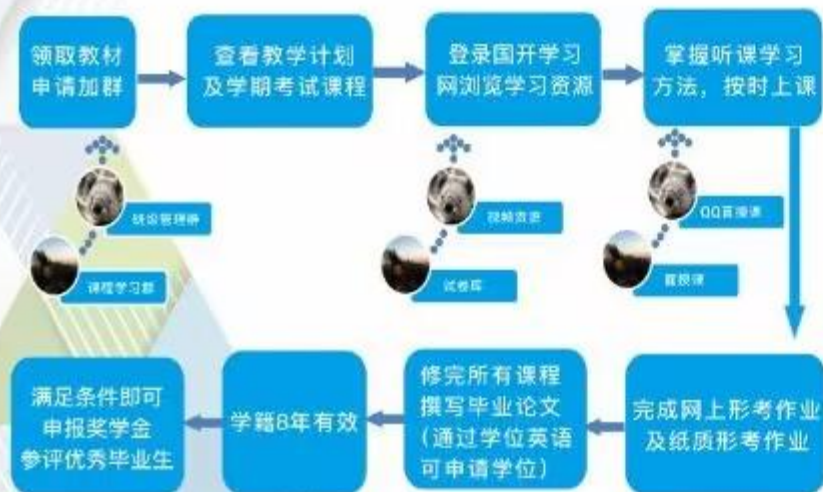 领取教材
申请加群
查看教学计划
及学期考试课程
登录国开学习
网浏览学习资源
掌握听课学习
方法，按时上课
班级管理群
课程学习群
视频资源
试卷库
QQ直播课
面授课
完成网上形考作业
及纸质形考作业
修完所有课程
撰写毕业论文
（通过学位英语
可申请学位）
学籍8年有效
满足条件即可
申报奖学金
参评优秀毕业生